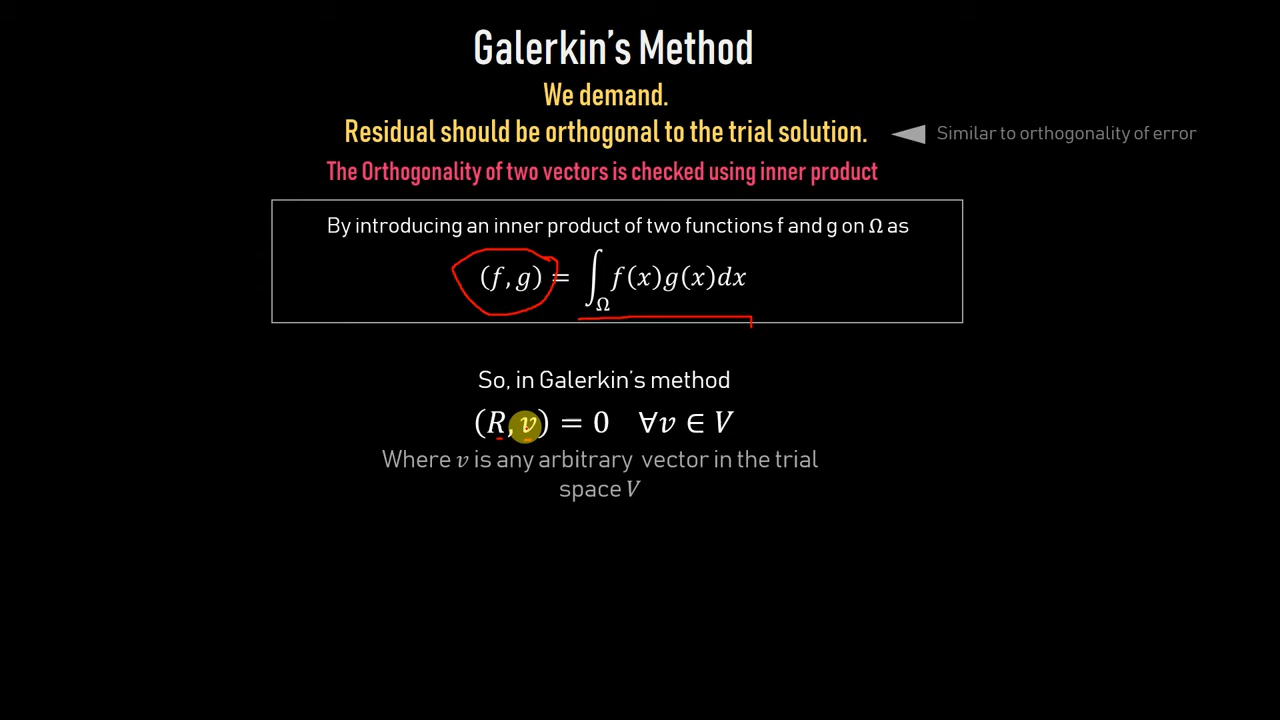 Galerkin's Method
We demand.
Residual should be orthogonal to the trial solution.
Similar to orthogonality of error
The Orthogonality of two vectors is checked using inner product
By introducing an inner product of two functions f and g on Ω as
(f, g) = ∫_Ω f(x)g(x)dx
So, in Galerkin's method
(R, v) = 0 ∀v ∈ V
Where v is any arbitrary vector in the trial
space V